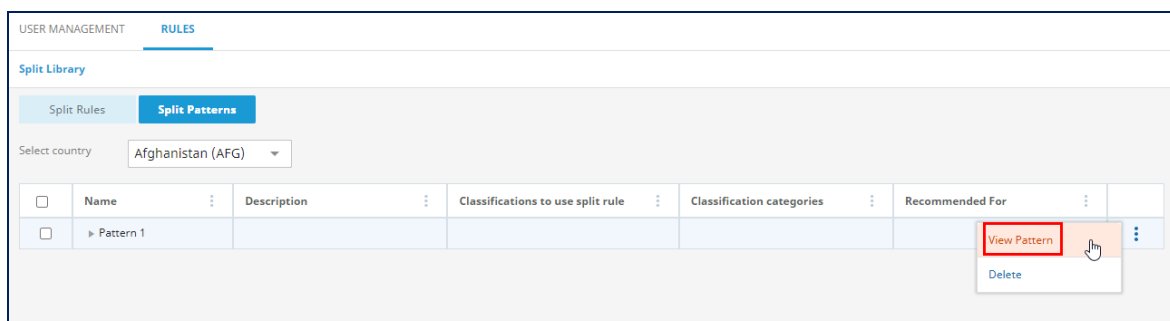 USER MANAGEMENT RULES
Split Library
Split Rules Split Patterns
Select country Afghanistan (AFG)
Name Description Classifications to use split rule Classification categories Recommended For
Pattern 1
View Pattern
Delete